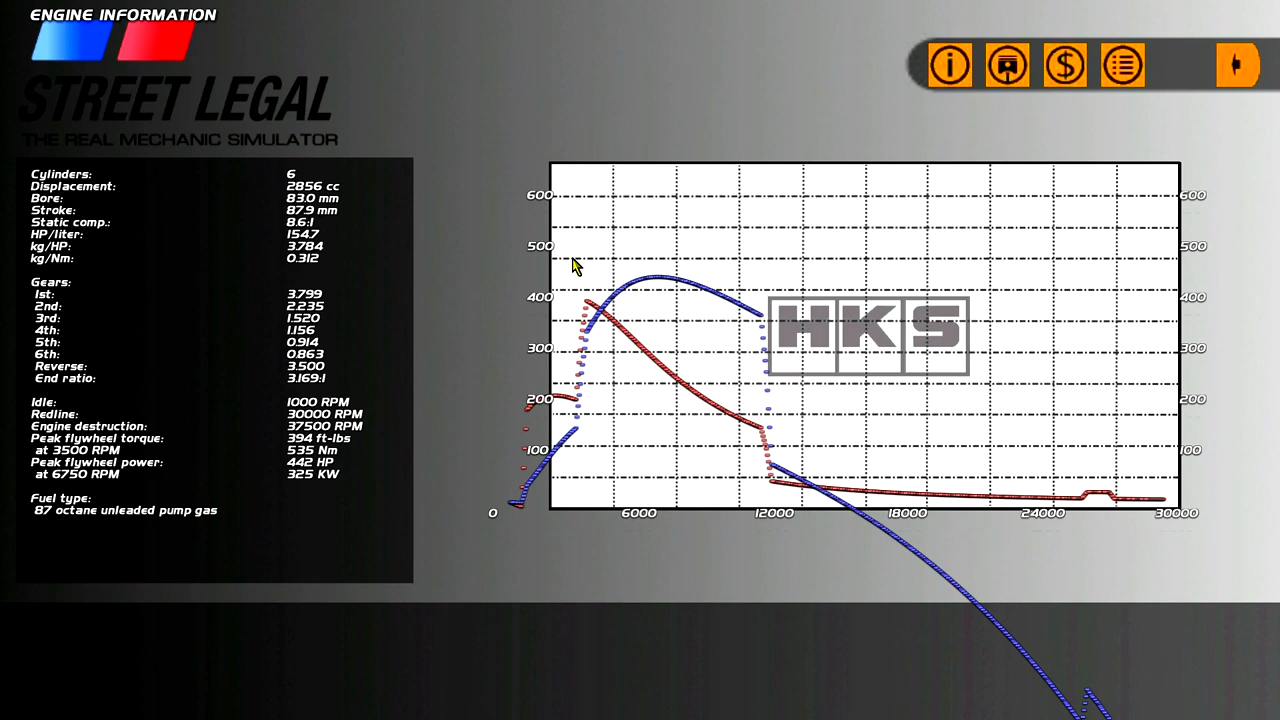 ENGINE INFORMATION
STREET LEGAL
THE REAL MECHANIC SIMULATOR
Cylinders: 6
Displacement: 2856 cc
Bore: 83.0 mm
Stroke: 87.9 mm
Static comp.: 8.6:1
HP/liter: 154.7
kg/HP: 3.784
kg/Nm: 0.312
Gears:
1st: 3.799
2nd: 2.235
3rd: 1.520
4th: 1.156
5th: 0.914
6th: 0.863
Reverse: 3.500
End ratio: 3.169:1
Idle: 1000 RPM
Redline: 30000 RPM
Engine destruction: 37500 RPM
Peak flywheel torque: 394 ft-lbs
at 3500 RPM 535 Nm
Peak flywheel power: 442 HP
at 6750 RPM 325 KW
Fuel type:
87 octane unleaded pump gas
600 600
500 500
400 400
300 300
200 200
100 100
0 6000 12000 18000 24000 30000
HKS
i $